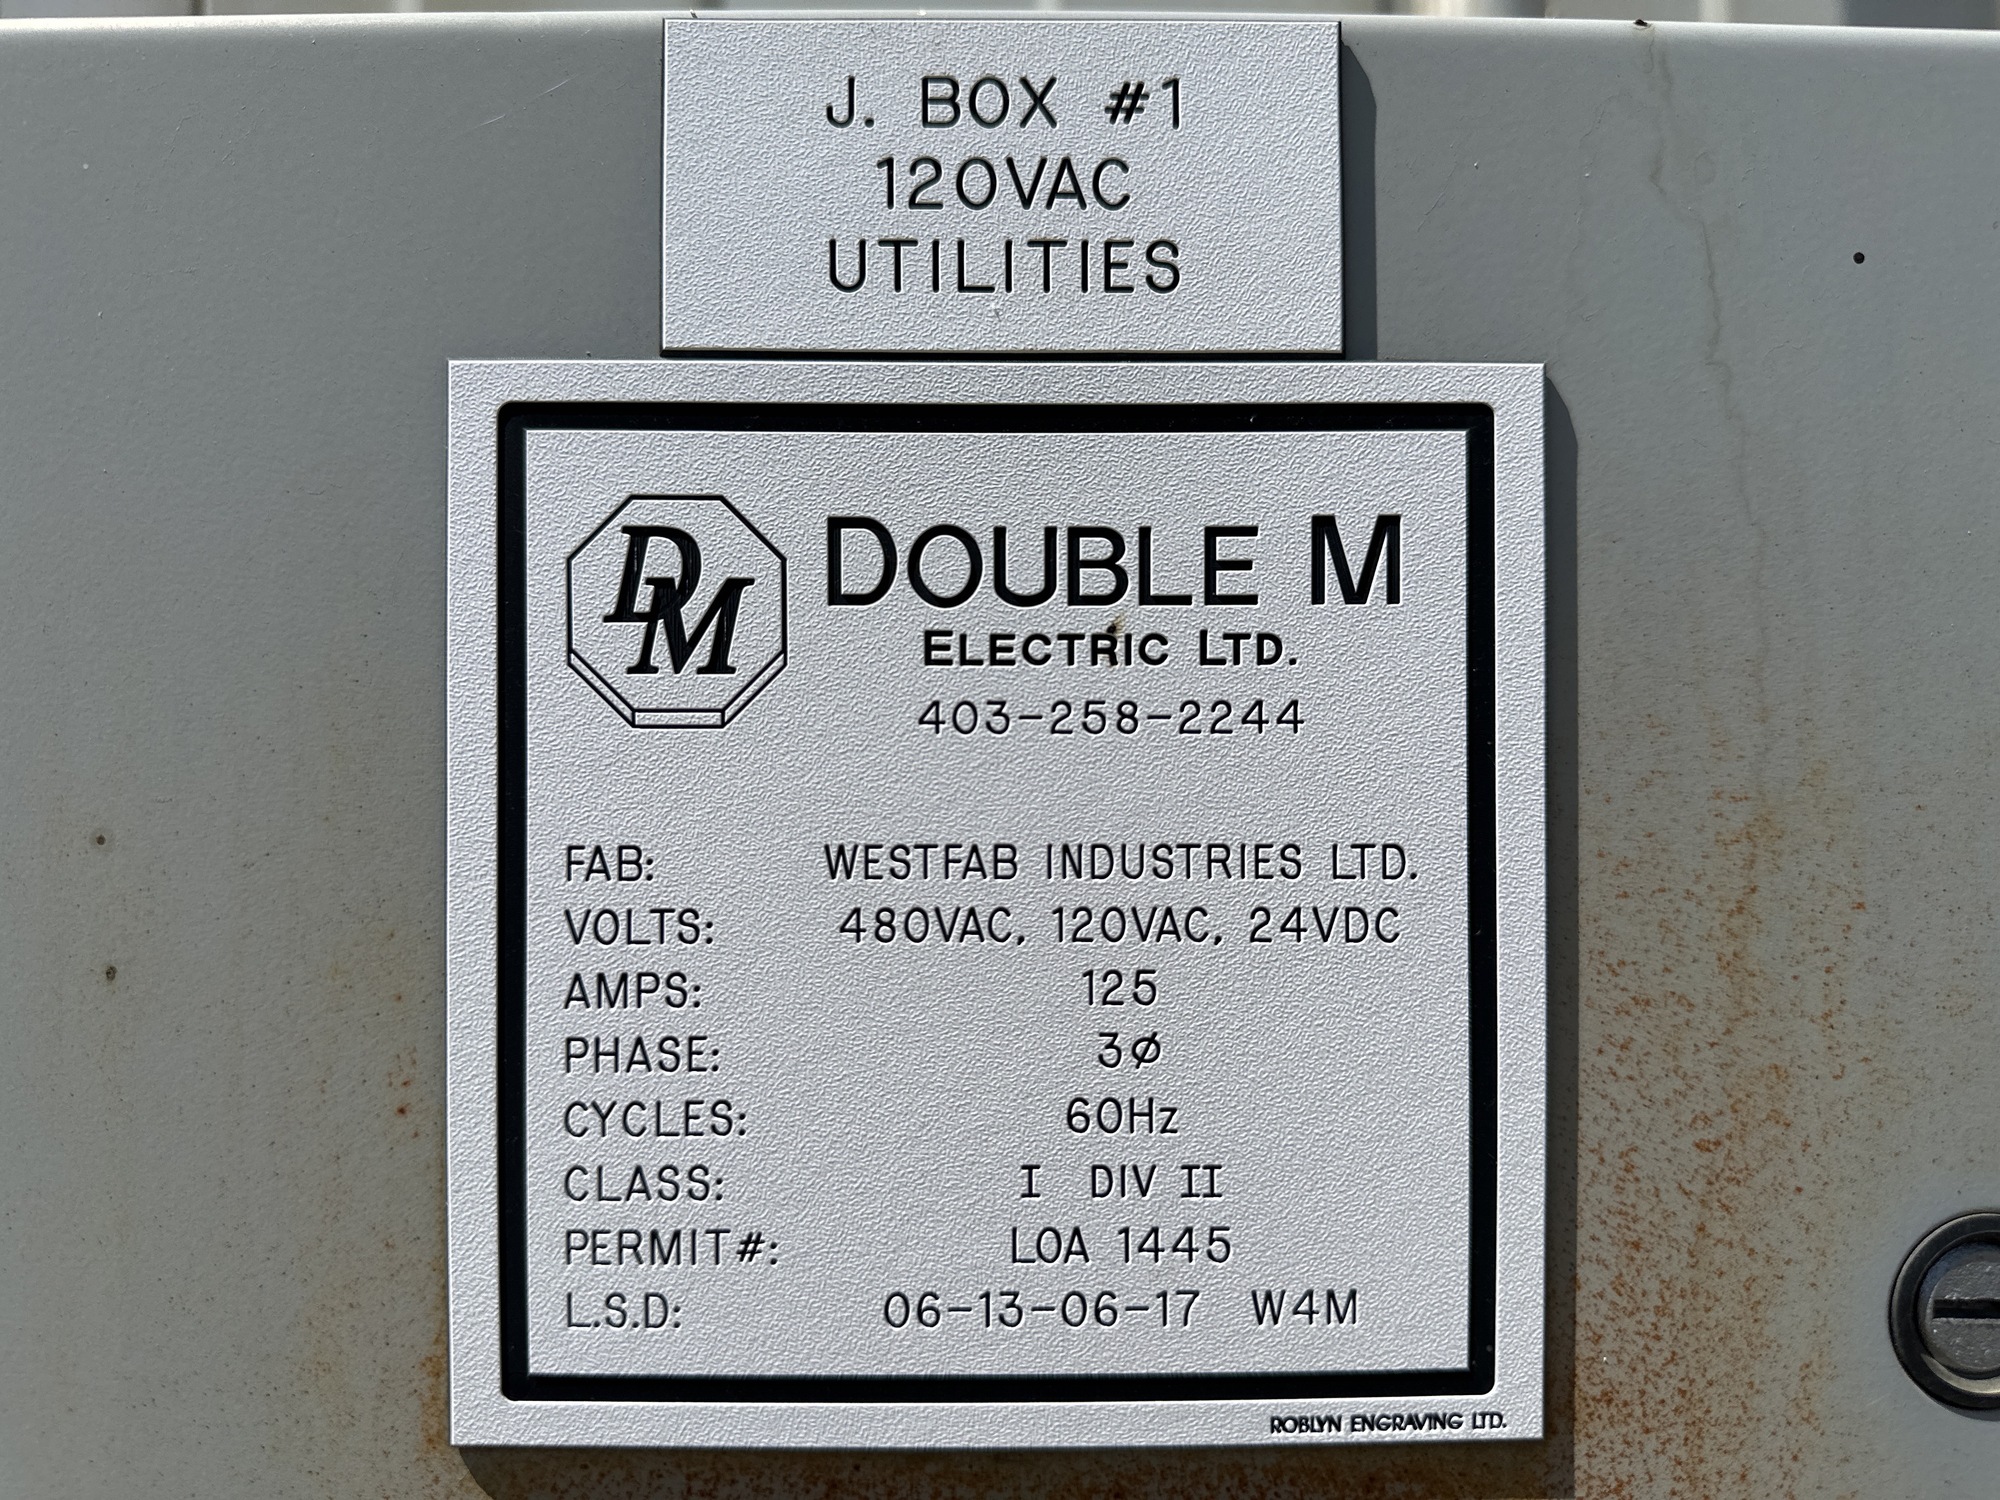 J. BOX #1
120VAC
UTILITIES
DM
DOUBLE M
ELECTRIC LTD.
403-258-2244
FAB: WESTFAB INDUSTRIES LTD.
VOLTS: 480VAC, 120VAC, 24VDC
AMPS: 125
PHASE: 3Ø
CYCLES: 60Hz
CLASS: I DIV II
PERMIT#: LOA 1445
L.S.D: 06-13-06-17 W4M
ROBLYN ENGRAVING LTD.